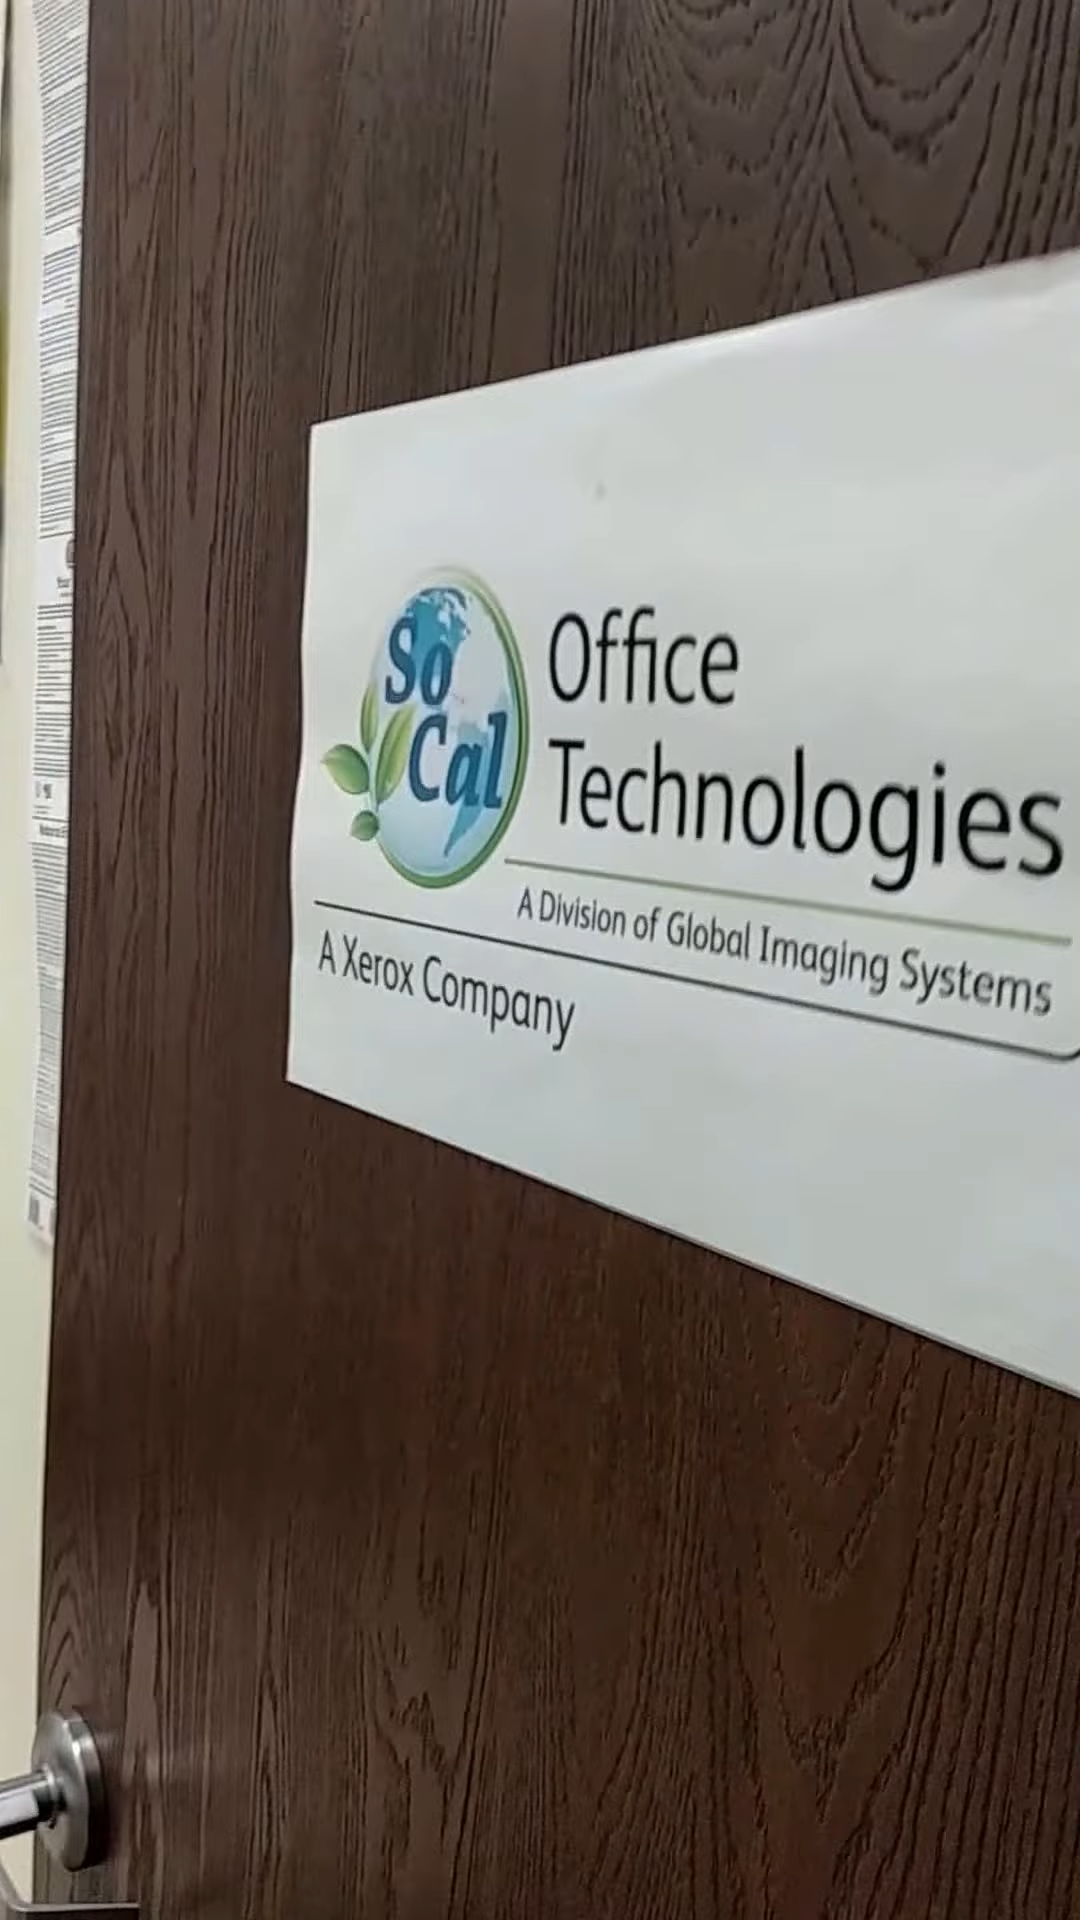 So
Cal
Office
Technologies
A Division of Global Imaging Systems
A Xerox Company